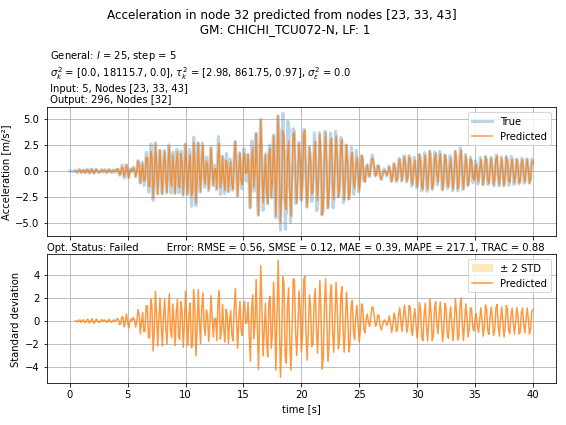 Acceleration in node 32 predicted from nodes [23, 33, 43]
GM: CHICHI_TCU072-N, LF: 1
General: l = 25, step = 5
σ²ₖ = [0.0, 18115.7, 0.0], τ²ₖ = [2.98, 861.75, 0.97], σ²ₑ = 0.0
Input: 5, Nodes [23, 33, 43]
Output: 296, Nodes [32]
Acceleration [m/s²]
5.0
2.5
0.0
−2.5
−5.0
True
Predicted
Opt. Status: Failed
Error: RMSE = 0.56, SMSE = 0.12, MAE = 0.39, MAPE = 217.1, TRAC = 0.88
Standard deviation
4
2
0
−2
−4
± 2 STD
Predicted
0 5 10 15 20 25 30 35 40
time [s]